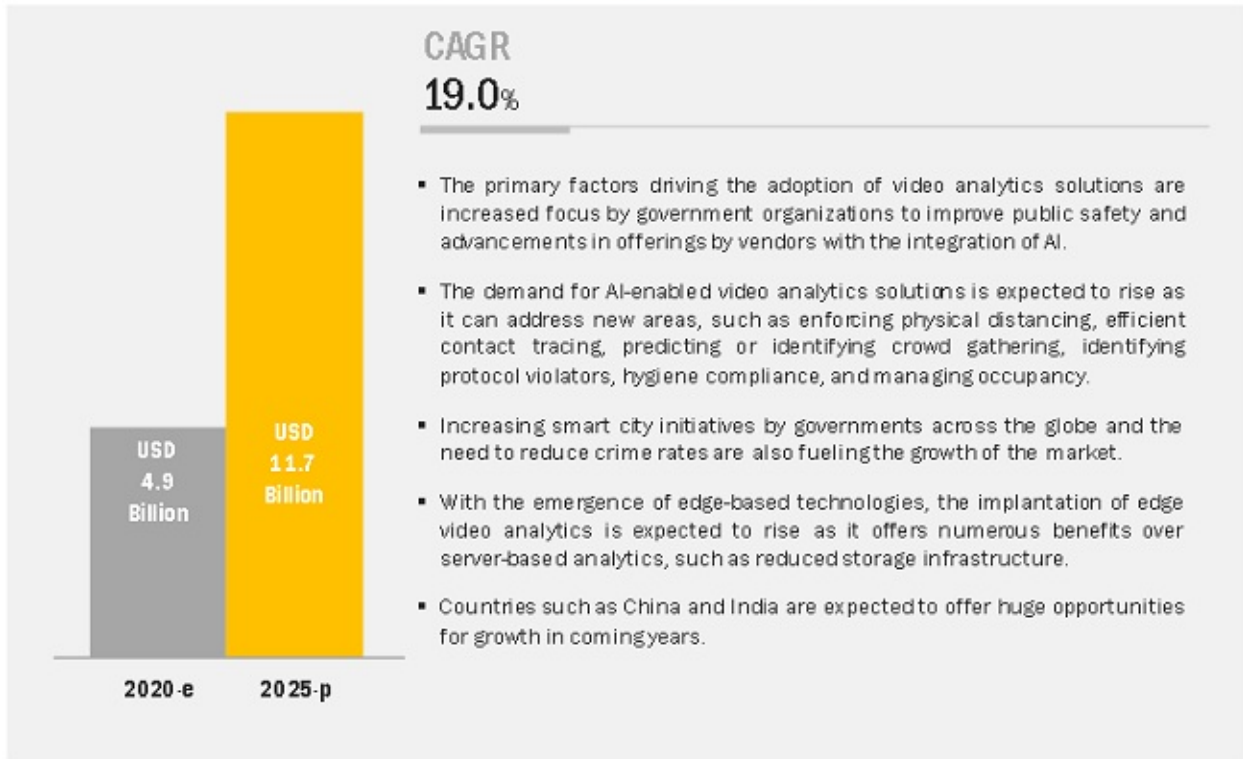 CAGR
19.0%
▪ The primary factors driving the adoption of video analytics solutions are
increased focus by government organizations to improve public safety and
advancements in offerings by vendors with the integration of AI.
▪ The demand for AI-enabled video analytics solutions is expected to rise as
it can address new areas, such as enforcing physical distancing, efficient
contact tracing, predicting or identifying crowd gathering, identifying
protocol violators, hygiene compliance, and managing occupancy.
▪ Increasing smart city initiatives by governments across the globe and the
need to reduce crime rates are also fueling the growth of the market.
▪ With the emergence of edge-based technologies, the implantation of edge
video analytics is expected to rise as it offers numerous benefits over
server-based analytics, such as reduced storage infrastructure.
▪ Countries such as China and India are expected to offer huge opportunities
for growth in coming years.
USD
4.9
Billion
USD
11.7
Billion
2020-e
2025-p